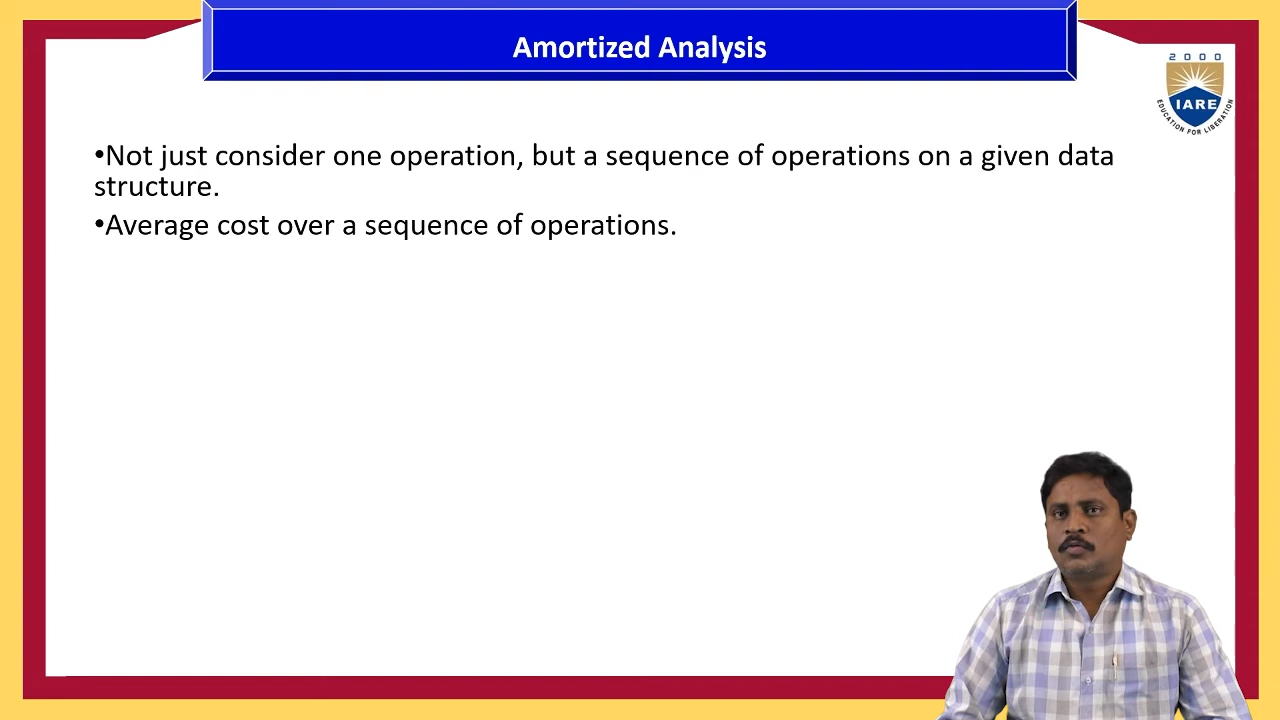 Amortized Analysis
2000
IARE
EDUCATION FOR LIBERATION
•Not just consider one operation, but a sequence of operations on a given data
structure.
•Average cost over a sequence of operations.